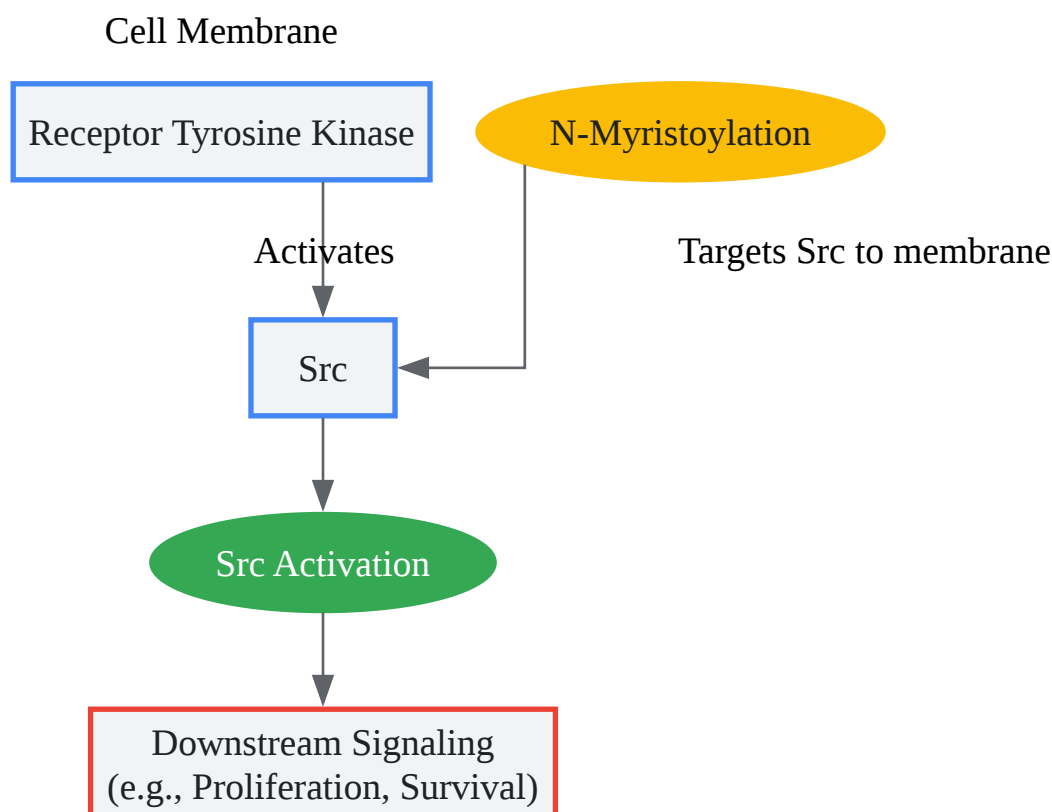 Cell Membrane
Receptor Tyrosine Kinase
N-Myristoylation
Activates
Targets Src to membrane
Src
Src Activation
Downstream Signaling
(e.g., Proliferation, Survival)